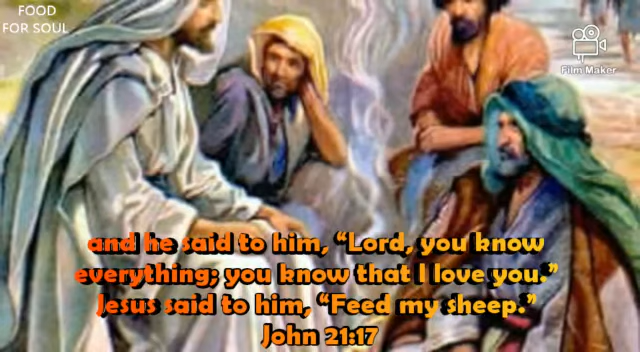 FOOD
FOR SOUL
Film Maker
and he said to him, “Lord, you know
everything; you know that I love you.”
Jesus said to him, “Feed my sheep.”
John 21:17